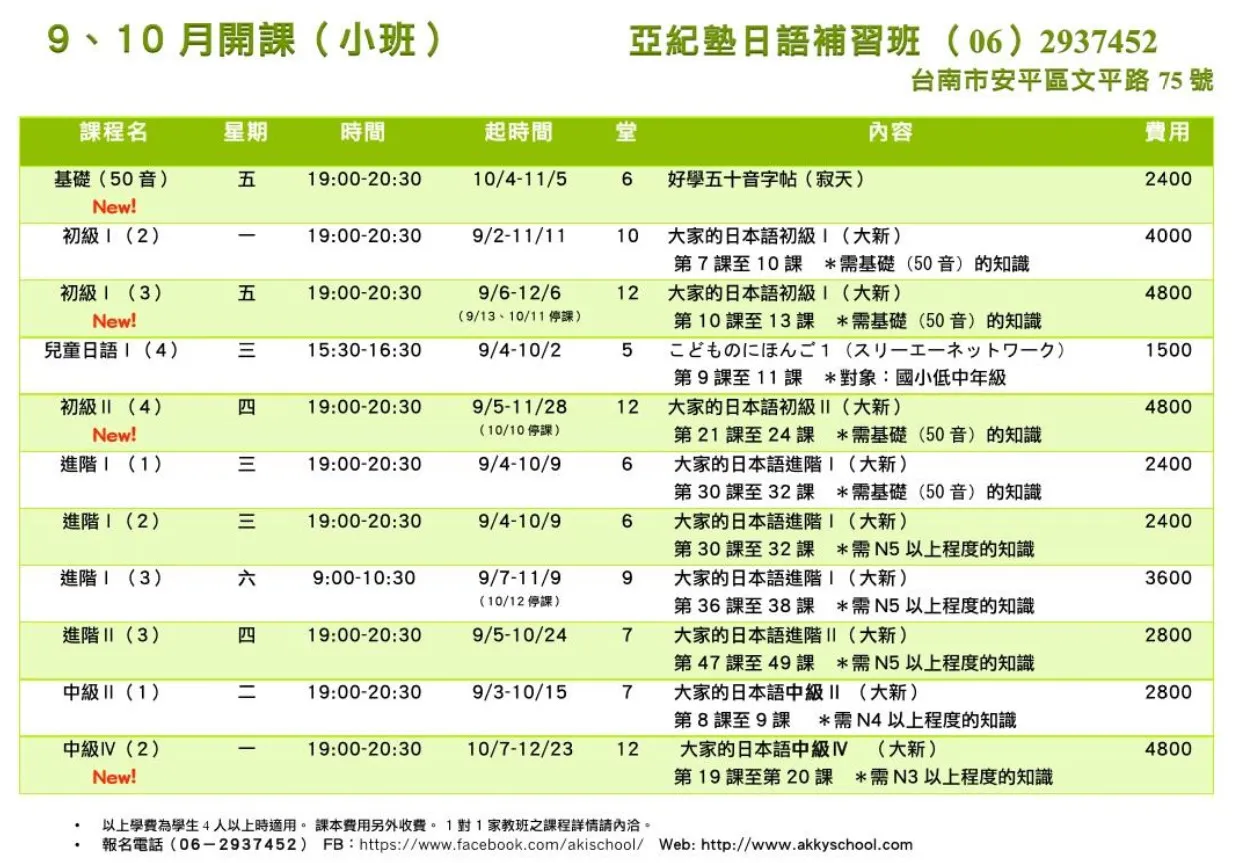 9、10 月開課（小班）
亞紀塾日語補習班 （06）2937452
台南市安平區文平路 75 號
課程名 星期 時間 起時間 堂 內容 費用
基礎（50 音） 五 19:00-20:30 10/4-11/5 6 好學五十音字帖（寂天） 2400
New!
初級Ⅰ（2） 一 19:00-20:30 9/2-11/11 10 大家的日本語初級Ⅰ（大新） 4000
第 7 課至 10 課 ＊需基礎（50 音）的知識
初級Ⅰ（3） 五 19:00-20:30 9/6-12/6 12 大家的日本語初級Ⅰ（大新） 4800
New! （9/13、10/11 停課） 第 10 課至 13 課 ＊需基礎（50 音）的知識
兒童日語Ⅰ（4） 三 15:30-16:30 9/4-10/2 5 こどものにほんご１（スリーエーネットワーク） 1500
第 9 課至 11 課 ＊對象：國小低中年級
初級Ⅱ（4） 四 19:00-20:30 9/5-11/28 12 大家的日本語初級Ⅱ（大新） 4800
New! （10/10 停課） 第 21 課至 24 課 ＊需基礎（50 音）的知識
進階Ⅰ（1） 三 19:00-20:30 9/4-10/9 6 大家的日本語進階Ⅰ（大新） 2400
第 30 課至 32 課 ＊需基礎（50 音）的知識
進階Ⅰ（2） 三 19:00-20:30 9/4-10/9 6 大家的日本語進階Ⅰ（大新） 2400
第 30 課至 32 課 ＊需 N5 以上程度的知識
進階Ⅰ（3） 六 9:00-10:30 9/7-11/9 9 大家的日本語進階Ⅰ（大新） 3600
（10/12 停課） 第 36 課至 38 課 ＊需 N5 以上程度的知識
進階Ⅱ（3） 四 19:00-20:30 9/5-10/24 7 大家的日本語進階Ⅱ（大新） 2800
第 47 課至 49 課 ＊需 N5 以上程度的知識
中級Ⅱ（1） 二 19:00-20:30 9/3-10/15 7 大家的日本語中級Ⅱ （大新） 2800
第 8 課至 9 課 ＊需 N4 以上程度的知識
中級Ⅳ（2） 一 19:00-20:30 10/7-12/23 12 大家的日本語中級Ⅳ （大新） 4800
New! 第 19 課至第 20 課 ＊需 N3 以上程度的知識
• 以上學費為學生 4 人以上時適用。 課本費用另外收費。 1 對 1 家教班之課程詳情請內洽。
• 報名電話（06－2937452） FB：https://www.facebook.com/akischool/ Web: http://www.akkyschool.com